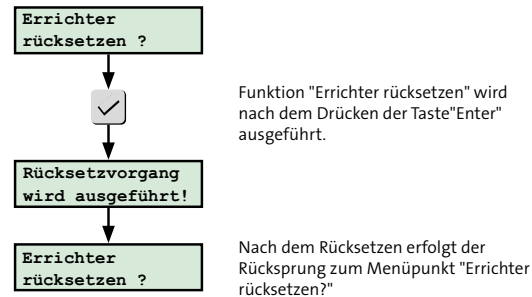 Errichter
rücksetzen ?
Funktion "Errichter rücksetzen" wird
nach dem Drücken der Taste"Enter"
ausgeführt.
Rücksetzvorgang
wird ausgeführt!
Errichter
rücksetzen ?
Nach dem Rücksetzen erfolgt der
Rücksprung zum Menüpunkt "Errichter
rücksetzen?"